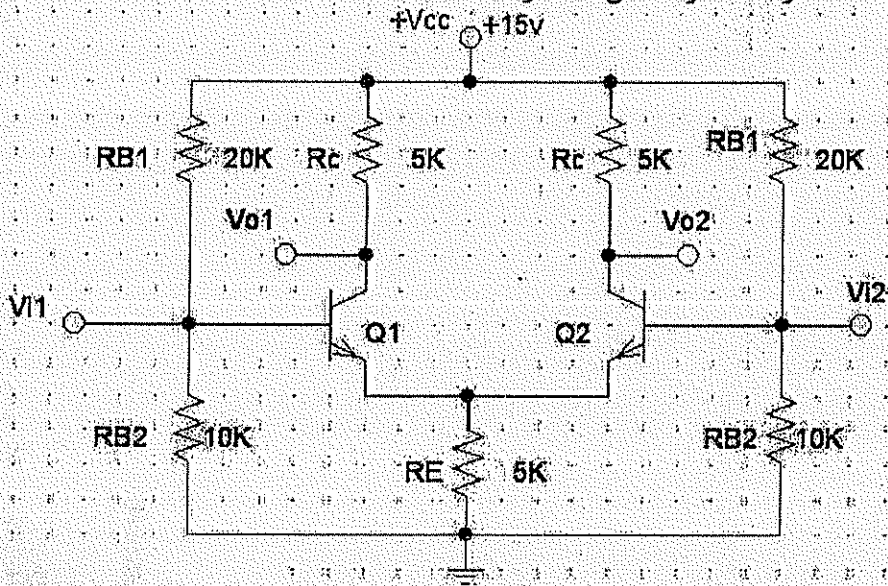 +Vcc +15v
RB1 20K Rc 5K Rc 5K RB1 20K
Vo1 Vo2
Vi1 Q1 Q2 Vi2
RB2 10K RB2 10K
RE 5K